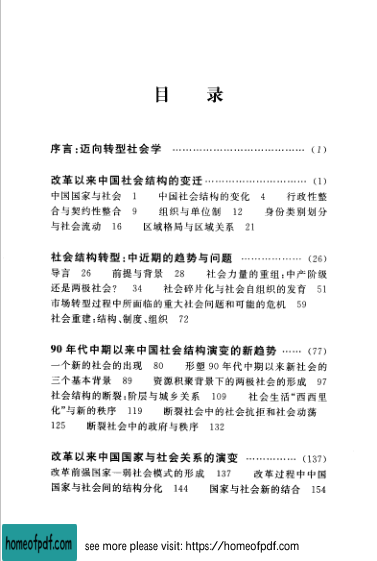 目 录
序言:迈向转型社会学 ………………………………… (1)
改革以来中国社会结构的变迁 ………………………… (1)
中国国家与社会 1 中国社会结构的变化 4 行政性整
合与契约性整合 9 组织与单位制 12 身份类别划分
与社会流动 16 区域格局与区域关系 21
社会结构转型:中近期的趋势与问题 ……………… (26)
导言 26 前提与背景 28 社会力量的重组:中产阶级
还是两极社会? 34 社会碎片化与社会自组织的发育 51
市场转型过程中所面临的重大社会问题和可能的危机 59
社会重建:结构、制度、组织 72
90 年代中期以来中国社会结构演变的新趋势 …… (77)
一个新的社会的出现 80 形塑 90 年代中期以来新社会的
三个基本背景 89 资源积聚背景下的两极社会的形成 97
社会结构的断裂:阶层与城乡关系 109 社会生活“西西里
化”与新的秩序 119 断裂社会中的社会抗拒和社会动荡
125 断裂社会中的政府与秩序 132
改革以来中国国家与社会关系的演变 …………… (137)
改革前强国家—弱社会模式的形成 137 改革过程中中国
国家与社会间的结构分化 144 国家与社会新的结合 154
homeofpdf.com
see more please visit: https://homeofpdf.com